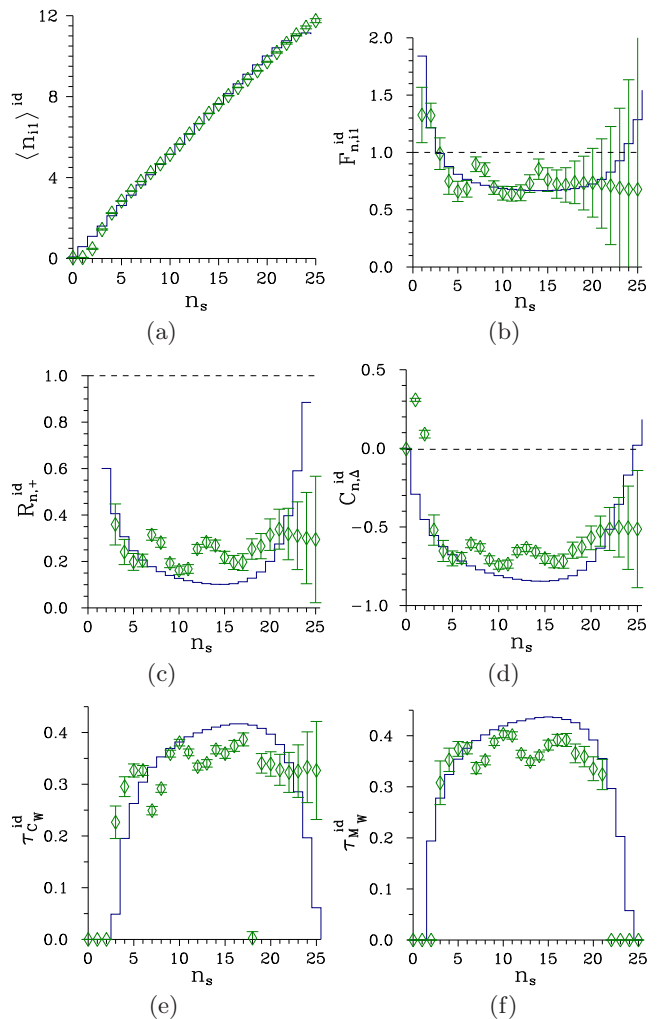 12
8
4
0
⟨n_{i1}⟩^{id}
0 5 10 15 20 25
n_s
(a)
2.0
1.5
1.0
0.5
0.0
F^{id}_{n,i1}
0 5 10 15 20 25
n_s
(b)
1.0
0.8
0.6
0.4
0.2
0.0
R^{id}_{n,+}
0 5 10 15 20 25
n_s
(c)
0.5
0.0
−0.5
−1.0
C^{id}_{n,Δ}
0 5 10 15 20 25
n_s
(d)
0.4
0.3
0.2
0.1
0.0
τ^{id}_{C_W}
0 5 10 15 20 25
n_s
(e)
0.4
0.3
0.2
0.1
0.0
τ^{id}_{M_W}
0 5 10 15 20 25
n_s
(f)